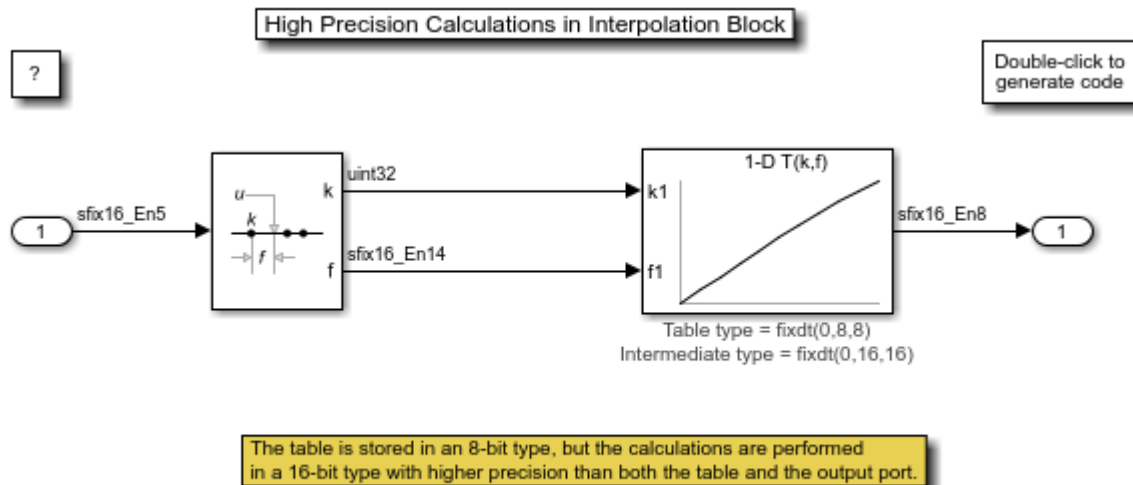 High Precision Calculations in Interpolation Block
?
Double-click to
generate code
1
sfix16_En5
u
k
f
k
f
uint32
sfix16_En14
1-D T(k,f)
k1
f1
sfix16_En8
1
Table type = fixdt(0,8,8)
Intermediate type = fixdt(0,16,16)
The table is stored in an 8-bit type, but the calculations are performed
in a 16-bit type with higher precision than both the table and the output port.